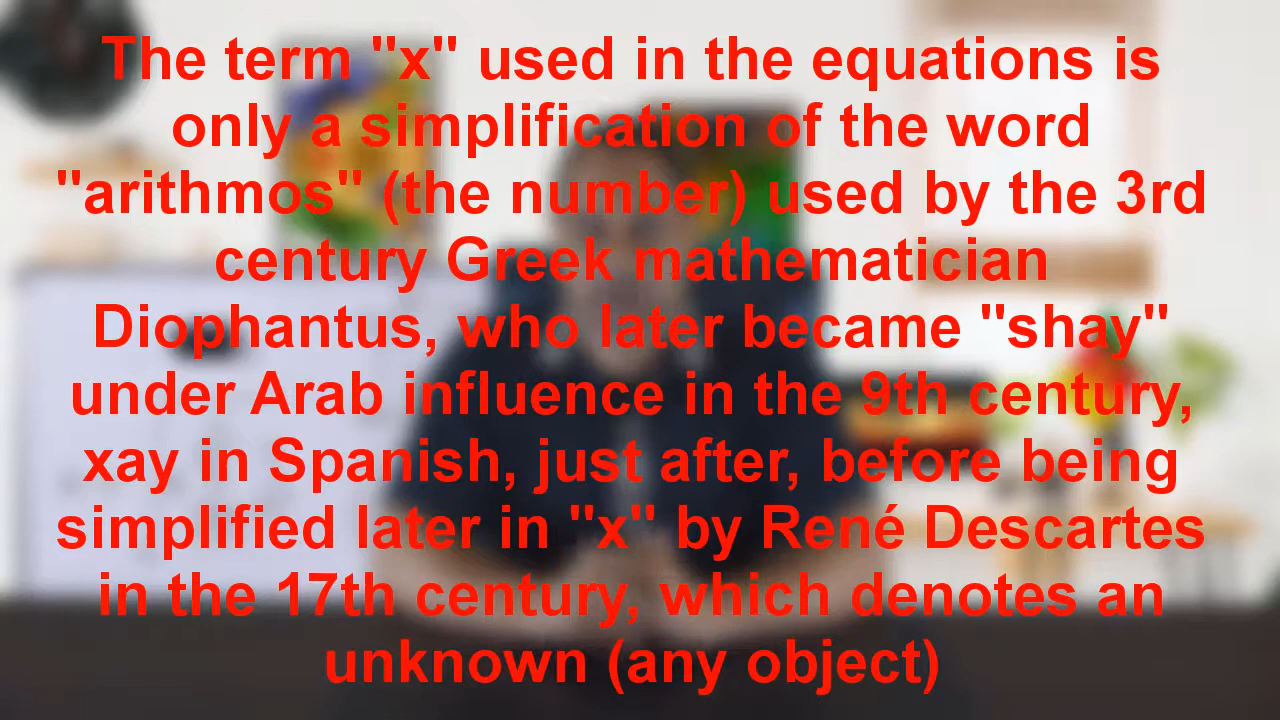 The term "x" used in the equations is
only a simplification of the word
"arithmos" (the number) used by the 3rd
century Greek mathematician
Diophantus, who later became "shay"
under Arab influence in the 9th century,
xay in Spanish, just after, before being
simplified later in "x" by René Descartes
in the 17th century, which denotes an
unknown (any object)